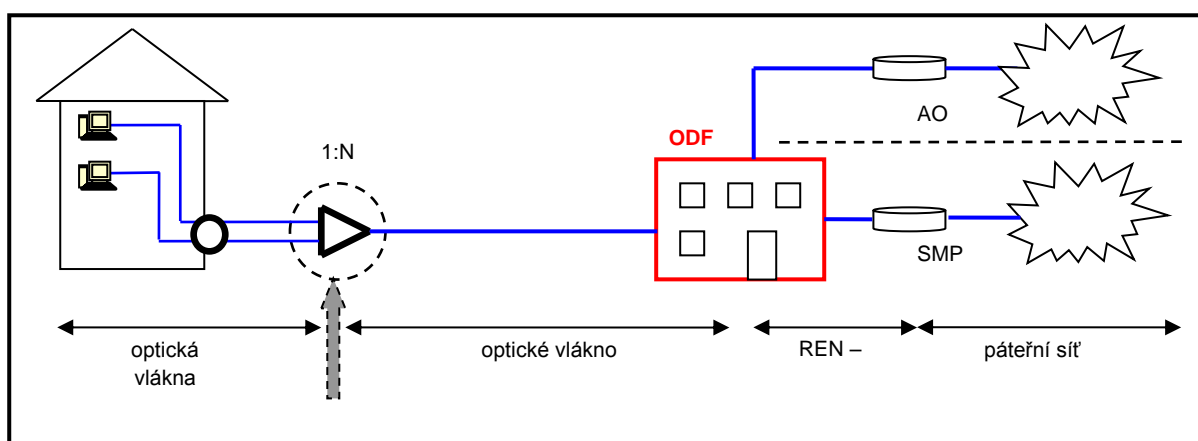 AO
ODF
1:N
SMP
optická
vlákna
optické vlákno
REN –
páteřní síť